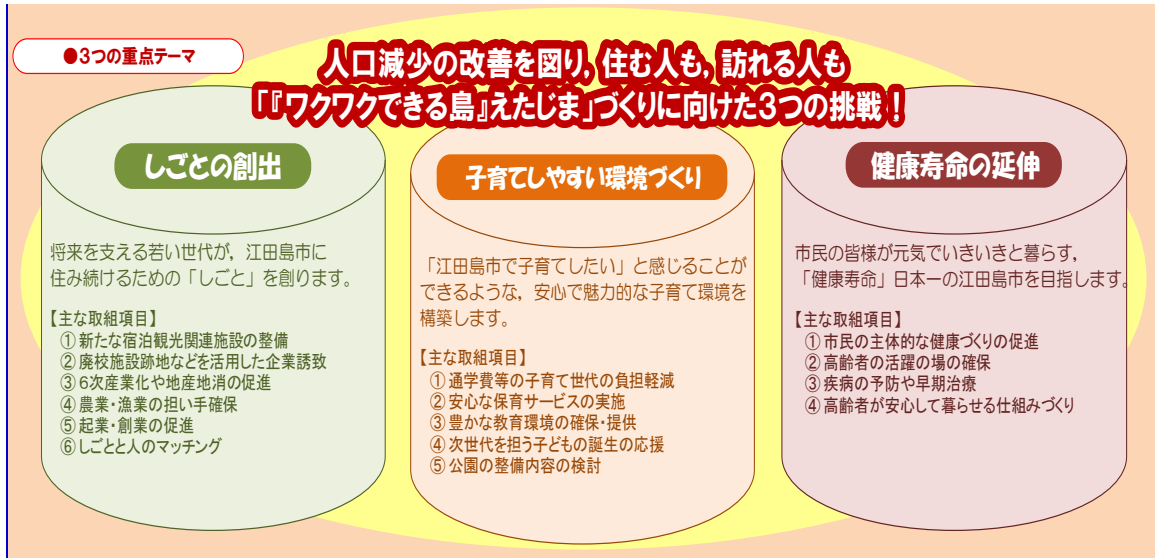 ●3つの重点テーマ
人口減少の改善を図り，住む人も，訪れる人も
「『ワクワクできる島』えたじま」づくりに向けた3つの挑戦！
しごとの創出
将来を支える若い世代が，江田島市に
住み続けるための「しごと」を創ります。
【主な取組項目】
①新たな宿泊観光関連施設の整備
②廃校施設跡地などを活用した企業誘致
③6次産業化や地産地消の促進
④農業・漁業の担い手確保
⑤起業・創業の促進
⑥しごとと人のマッチング
子育てしやすい環境づくり
「江田島市で子育てしたい」と感じることが
できるような，安心で魅力的な子育て環境を
構築します。
【主な取組項目】
①通学費等の子育て世代の負担軽減
②安心な保育サービスの実施
③豊かな教育環境の確保・提供
④次世代を担う子どもの誕生の応援
⑤公園の整備内容の検討
健康寿命の延伸
市民の皆様が元気でいきいきと暮らす，
「健康寿命」日本一の江田島市を目指します。
【主な取組項目】
①市民の主体的な健康づくりの促進
②高齢者の活躍の場の確保
③疾病の予防や早期治療
④高齢者が安心して暮らせる仕組みづくり